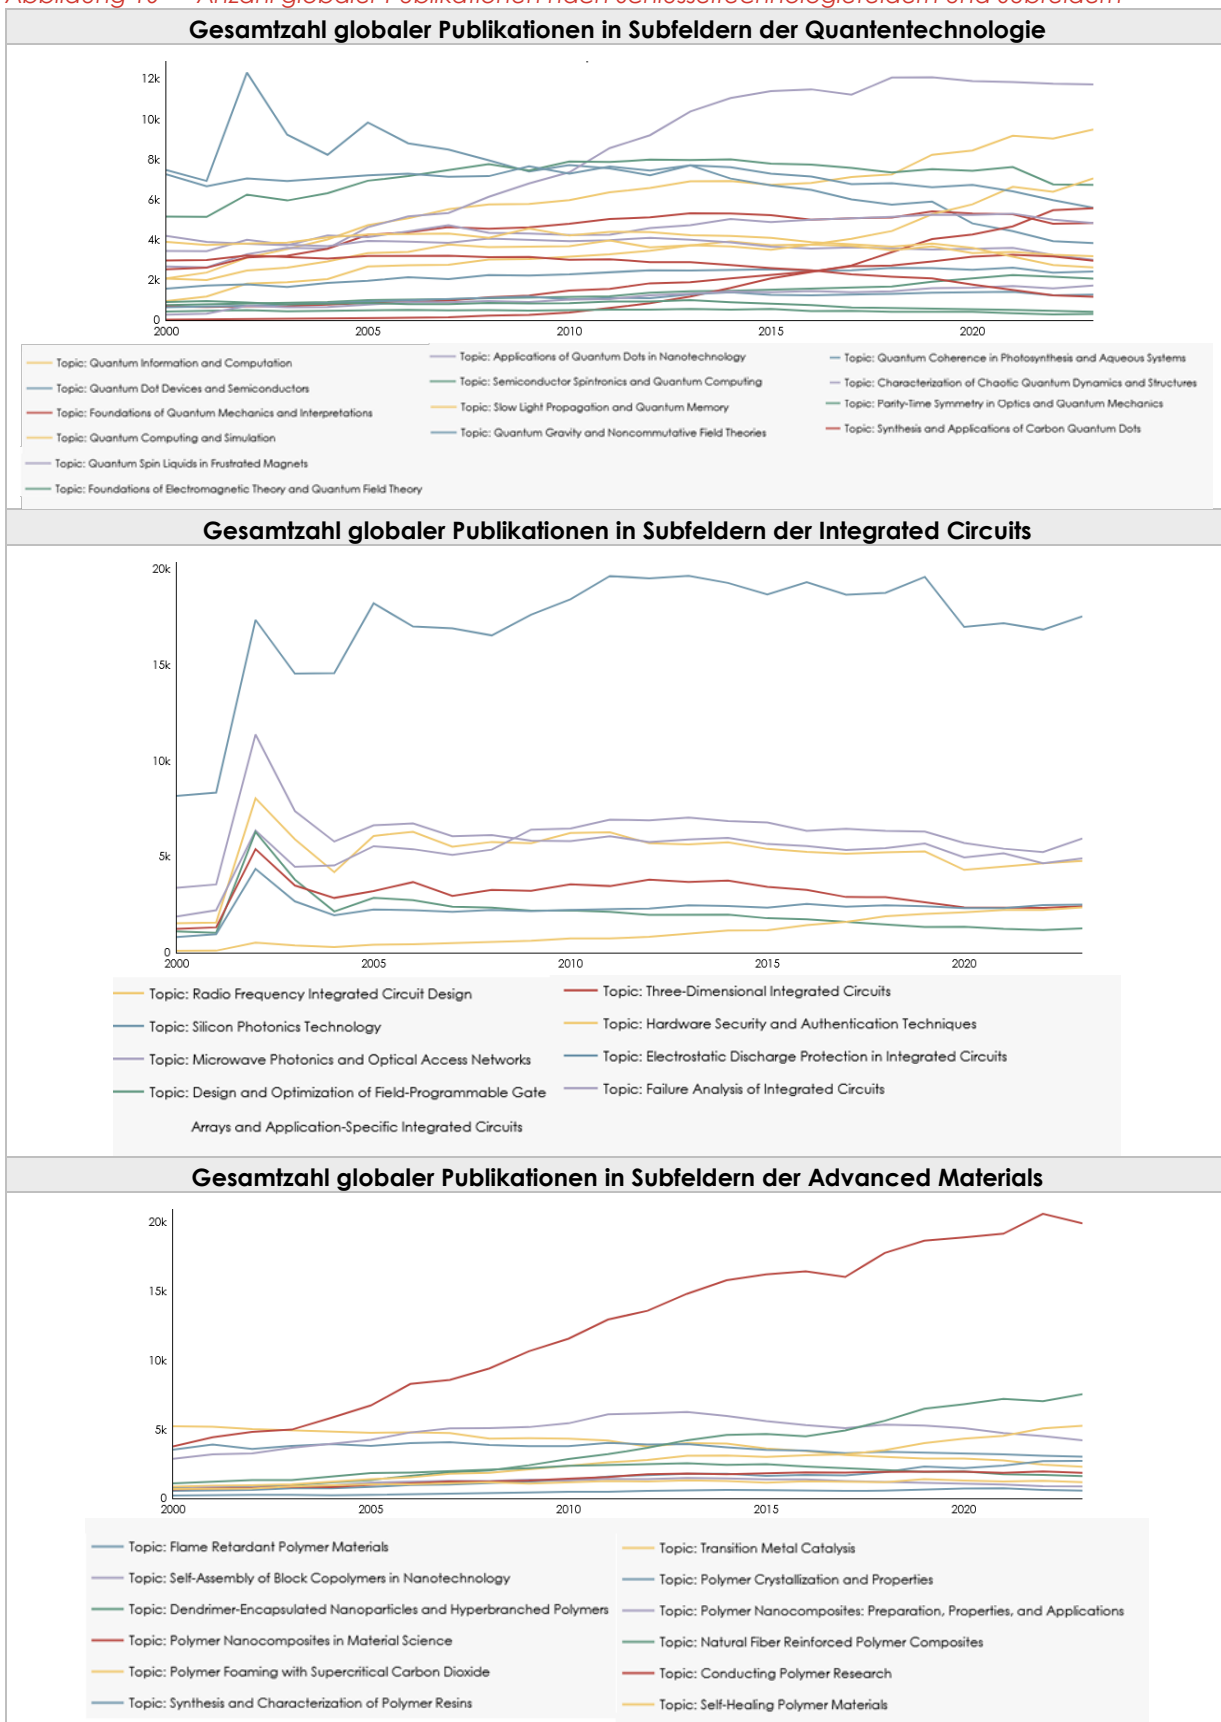 Abbildung 10 Anzahl globaler Publikationen nach Schlüsseltechnologiefeldern und Subfeldern
Gesamtzahl globaler Publikationen in Subfeldern der Quantentechnologie
12k
10k
8k
6k
4k
2k
0
2000 2005 2010 2015 2020
Topic: Quantum Information and Computation
Topic: Quantum Dot Devices and Semiconductors
Topic: Foundations of Quantum Mechanics and Interpretations
Topic: Quantum Computing and Simulation
Topic: Quantum Spin Liquids in Frustrated Magnets
Topic: Foundations of Electromagnetic Theory and Quantum Field Theory
Topic: Applications of Quantum Dots in Nanotechnology
Topic: Semiconductor Spintronics and Quantum Computing
Topic: Slow Light Propagation and Quantum Memory
Topic: Quantum Gravity and Noncommutative Field Theories
Topic: Quantum Coherence in Photosynthesis and Aqueous Systems
Topic: Characterization of Chaotic Quantum Dynamics and Structures
Topic: Parity-Time Symmetry in Optics and Quantum Mechanics
Topic: Synthesis and Applications of Carbon Quantum Dots
Gesamtzahl globaler Publikationen in Subfeldern der Integrated Circuits
20k
15k
10k
5k
0
2000 2005 2010 2015 2020
Topic: Radio Frequency Integrated Circuit Design
Topic: Silicon Photonics Technology
Topic: Microwave Photonics and Optical Access Networks
Topic: Design and Optimization of Field-Programmable Gate
Arrays and Application-Specific Integrated Circuits
Topic: Three-Dimensional Integrated Circuits
Topic: Hardware Security and Authentication Techniques
Topic: Electrostatic Discharge Protection in Integrated Circuits
Topic: Failure Analysis of Integrated Circuits
Gesamtzahl globaler Publikationen in Subfeldern der Advanced Materials
20k
15k
10k
5k
0
2000 2005 2010 2015 2020
Topic: Flame Retardant Polymer Materials
Topic: Self-Assembly of Block Copolymers in Nanotechnology
Topic: Dendrimer-Encapsulated Nanoparticles and Hyperbranched Polymers
Topic: Polymer Nanocomposites in Material Science
Topic: Polymer Foaming with Supercritical Carbon Dioxide
Topic: Synthesis and Characterization of Polymer Resins
Topic: Transition Metal Catalysis
Topic: Polymer Crystallization and Properties
Topic: Polymer Nanocomposites: Preparation, Properties, and Applications
Topic: Natural Fiber Reinforced Polymer Composites
Topic: Conducting Polymer Research
Topic: Self-Healing Polymer Materials